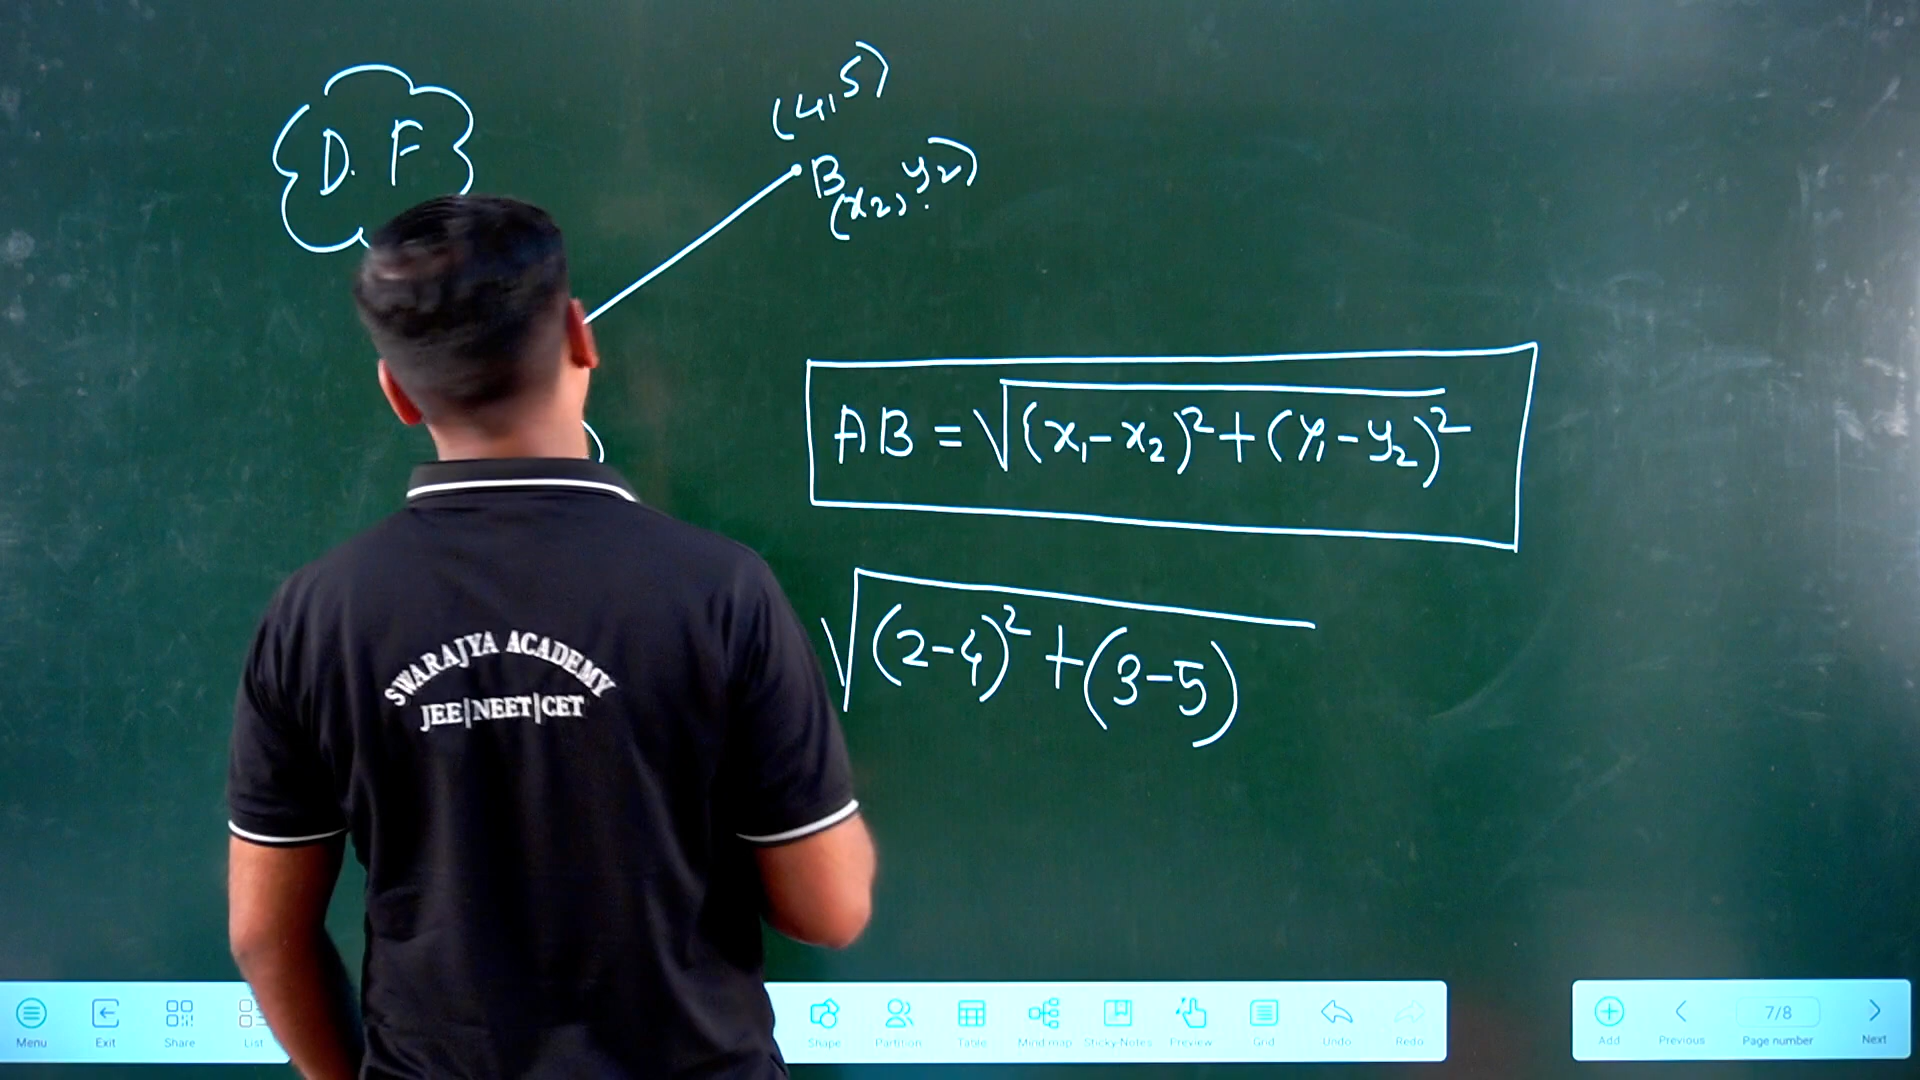 D. F
(4,5)
B
(x₂, y₂)
AB = √(x₁-x₂)²+(y₁-y₂)²
√(2-4)²+(3-5)
SWARAJYA ACADEMY
JEE|NEET|CET
Menu Exit Share List Shape Partition Table Mind map Sticky Notes Preview Grid Undo Redo Add Previous 7/8 Page number Next